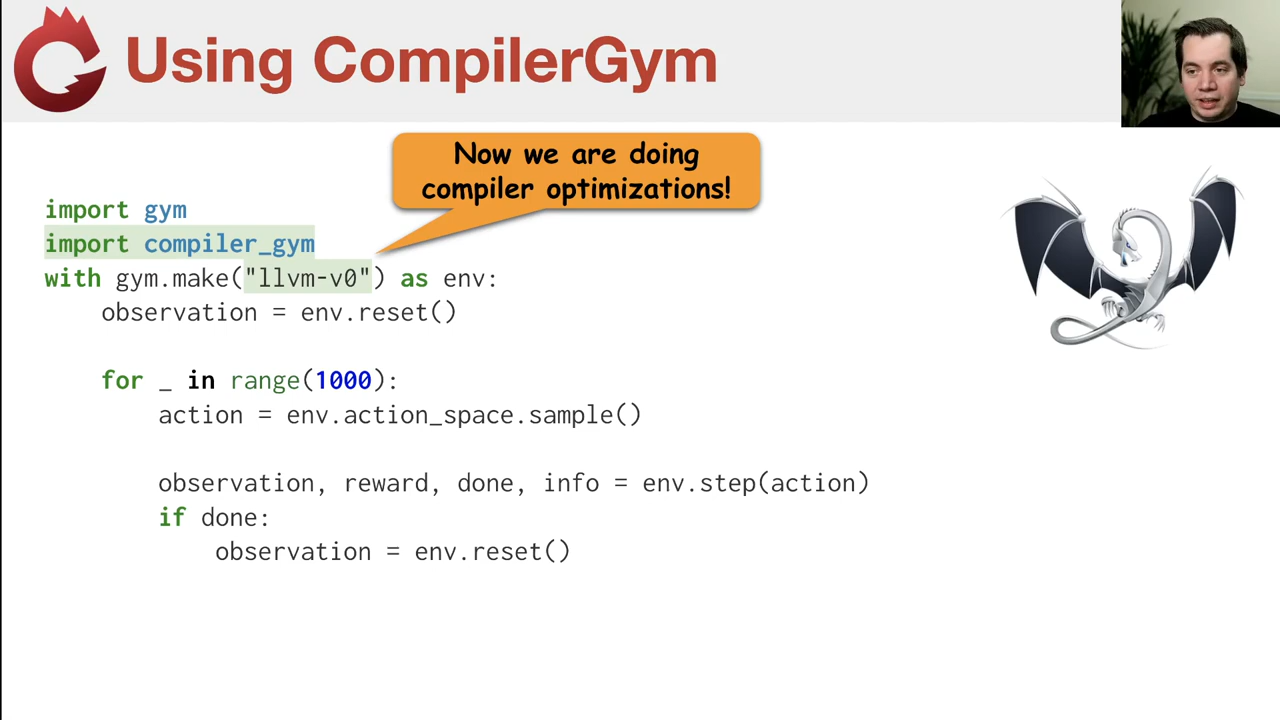 Using CompilerGym
Now we are doing
compiler optimizations!
import gym
import compiler_gym
with gym.make("llvm-v0") as env:
    observation = env.reset()
    for _ in range(1000):
        action = env.action_space.sample()
        observation, reward, done, info = env.step(action)
        if done:
            observation = env.reset()